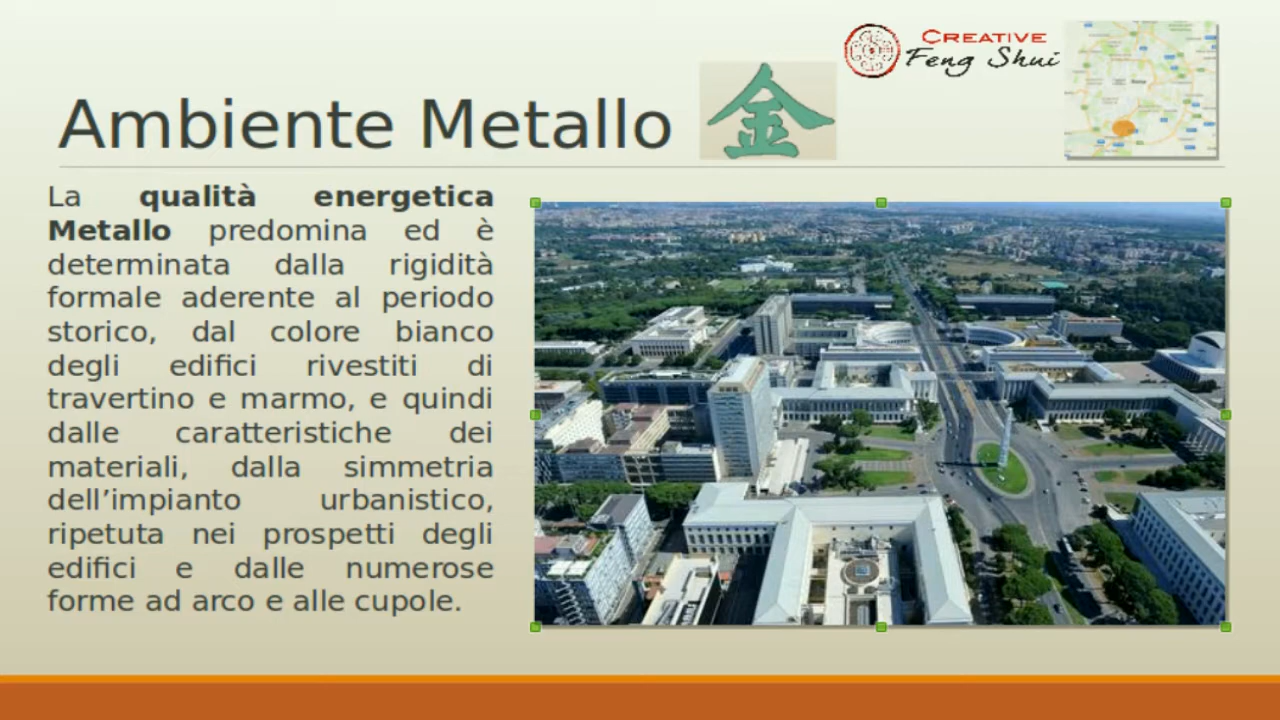 CREATIVE
Feng Shui
Ambiente Metallo 金
La qualità energetica
Metallo predomina ed è
determinata dalla rigidità
formale aderente al periodo
storico, dal colore bianco
degli edifici rivestiti di
travertino e marmo, e quindi
dalle caratteristiche dei
materiali, dalla simmetria
dell’impianto urbanistico,
ripetuta nei prospetti degli
edifici e dalle numerose
forme ad arco e alle cupole.